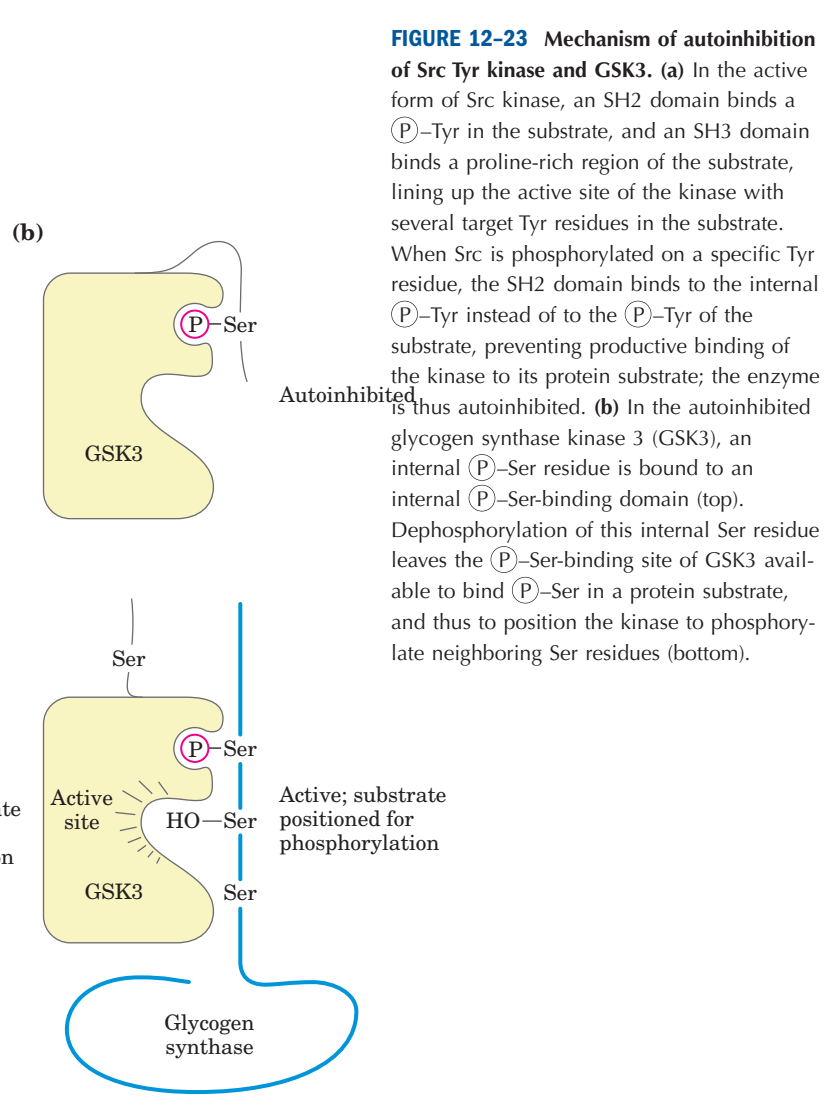 FIGURE 12–23 Mechanism of autoinhibition
of Src Tyr kinase and GSK3. (a) In the active
form of Src kinase, an SH2 domain binds a
Ⓟ–Tyr in the substrate, and an SH3 domain
binds a proline-rich region of the substrate,
lining up the active site of the kinase with
several target Tyr residues in the substrate.
When Src is phosphorylated on a specific Tyr
residue, the SH2 domain binds to the internal
Ⓟ–Tyr instead of to the Ⓟ–Tyr of the
substrate, preventing productive binding of
the kinase to its protein substrate; the enzyme
is thus autoinhibited. (b) In the autoinhibited
glycogen synthase kinase 3 (GSK3), an
internal Ⓟ–Ser residue is bound to an
internal Ⓟ–Ser-binding domain (top).
Dephosphorylation of this internal Ser residue
leaves the Ⓟ–Ser-binding site of GSK3 avail-
able to bind Ⓟ–Ser in a protein substrate,
and thus to position the kinase to phosphory-
late neighboring Ser residues (bottom).
(b)
Ⓟ–Ser
Autoinhibited
GSK3
Ser
Ⓟ–Ser
Active
site
HO—Ser
GSK3
Ser
Active; substrate
positioned for
phosphorylation
Glycogen
synthase